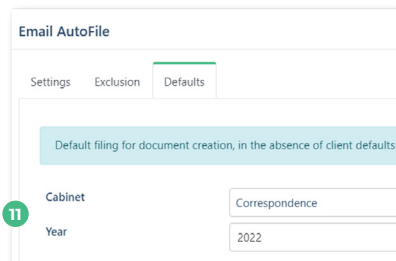 Email AutoFile
Settings Exclusion Defaults
Default filing for document creation, in the absence of client defaults
Cabinet Correspondence
11
Year 2022